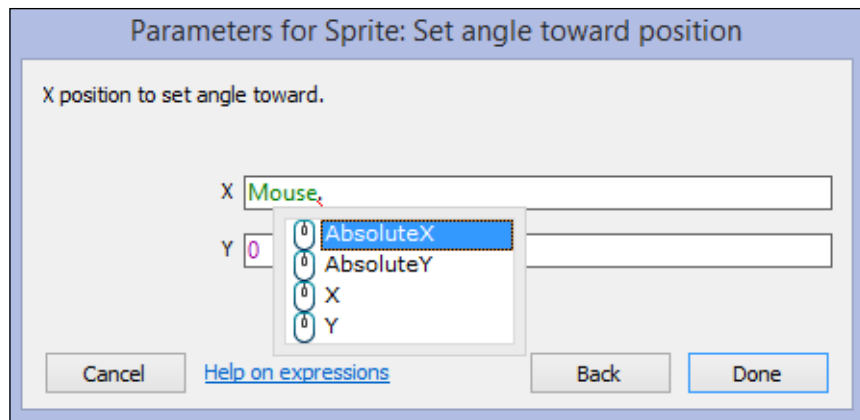 Parameters for Sprite: Set angle toward position
X position to set angle toward.
X Mouse.
AbsoluteX
Y 0
AbsoluteY
X
Y
Cancel Help on expressions Back Done